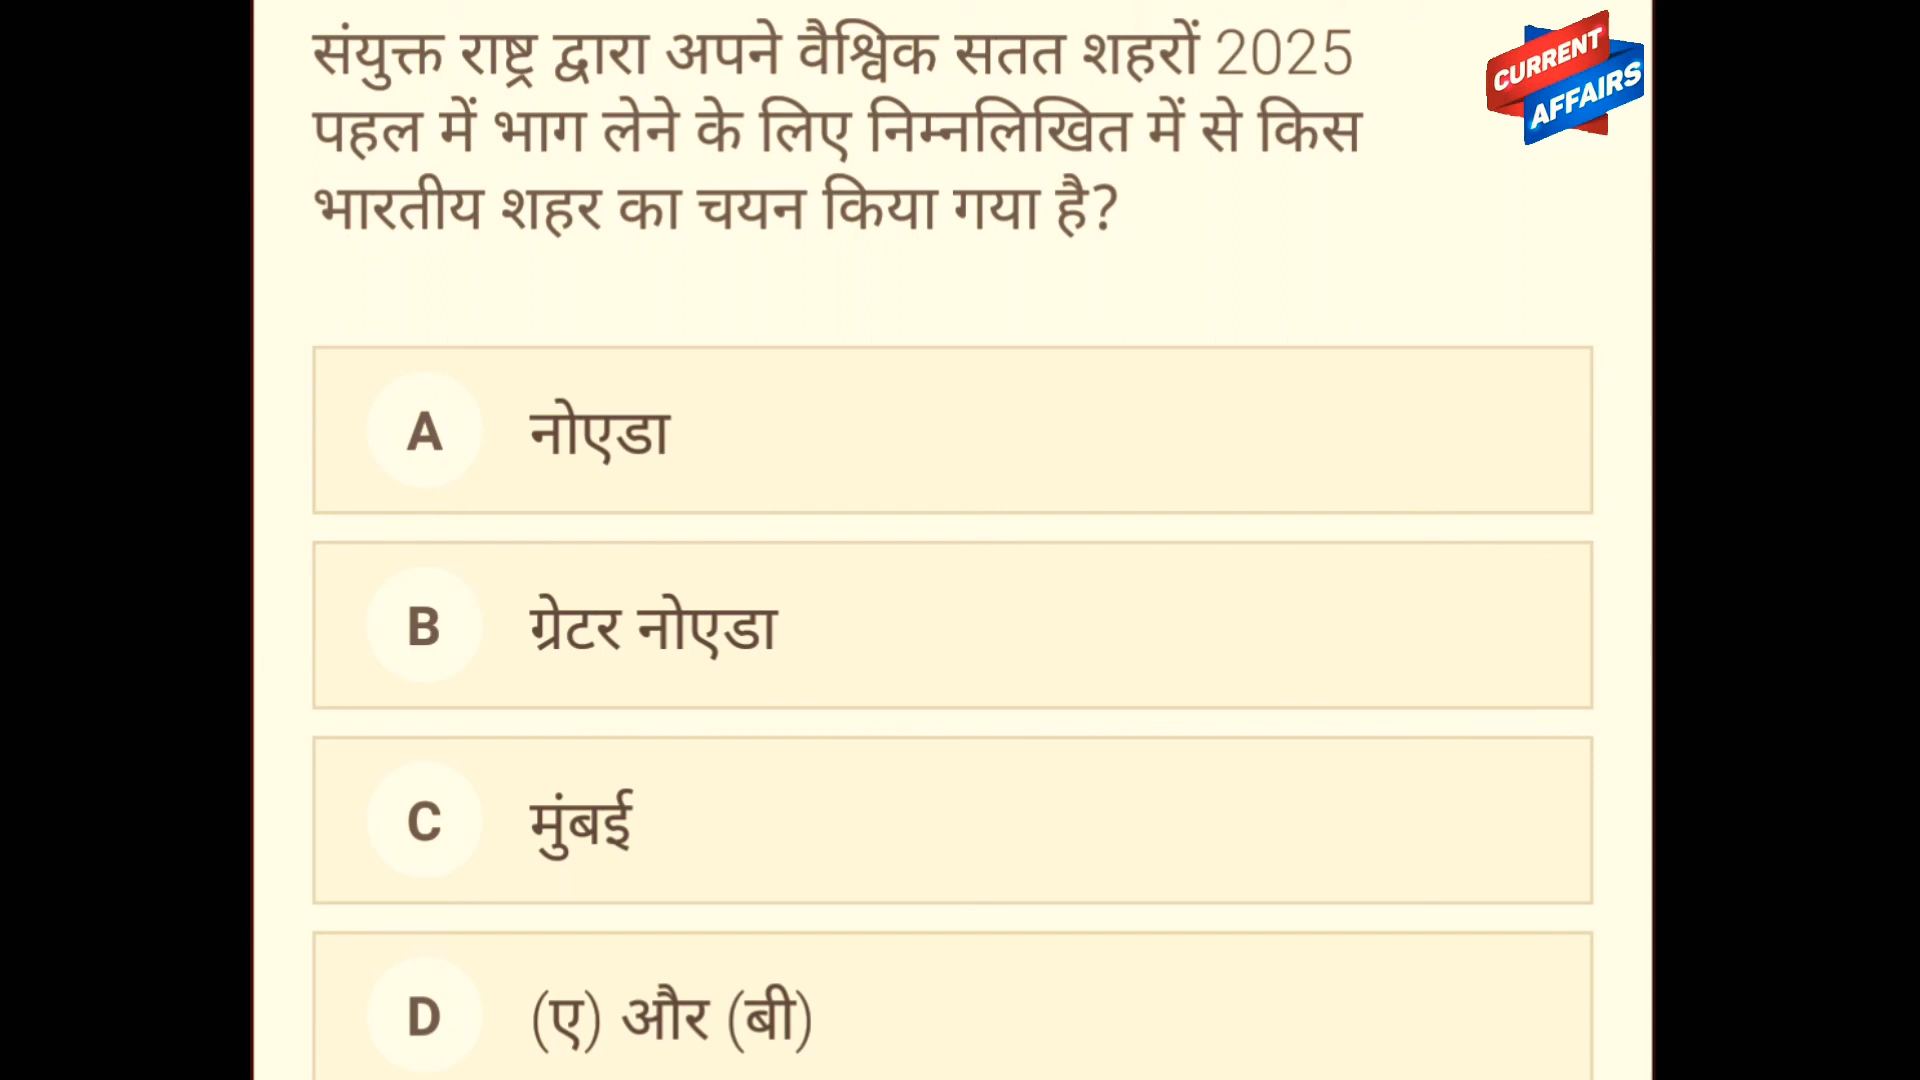 संयुक्त राष्ट्र द्वारा अपने वैश्विक सतत शहरों 2025
पहल में भाग लेने के लिए निम्नलिखित में से किस
भारतीय शहर का चयन किया गया है?
CURRENT
AFFAIRS
A नोएडा
B ग्रेटर नोएडा
C मुंबई
D (ए) और (बी)